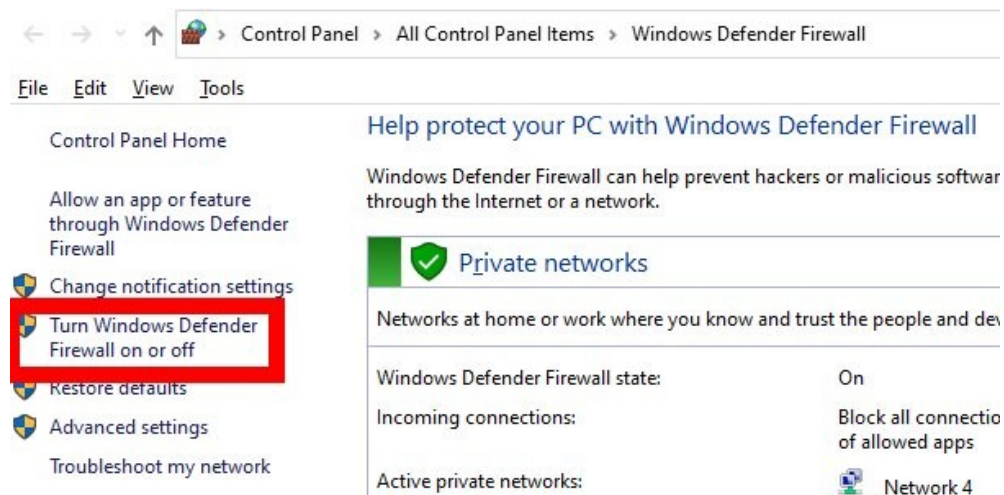 Control Panel > All Control Panel Items > Windows Defender Firewall
File Edit View Tools
Control Panel Home
Allow an app or feature
through Windows Defender
Firewall
Change notification settings
Turn Windows Defender
Firewall on or off
Restore defaults
Advanced settings
Troubleshoot my network
Help protect your PC with Windows Defender Firewall
Windows Defender Firewall can help prevent hackers or malicious softwar
through the Internet or a network.
Private networks
Networks at home or work where you know and trust the people and dev
Windows Defender Firewall state: On
Incoming connections: Block all connectio
of allowed apps
Active private networks: Network 4